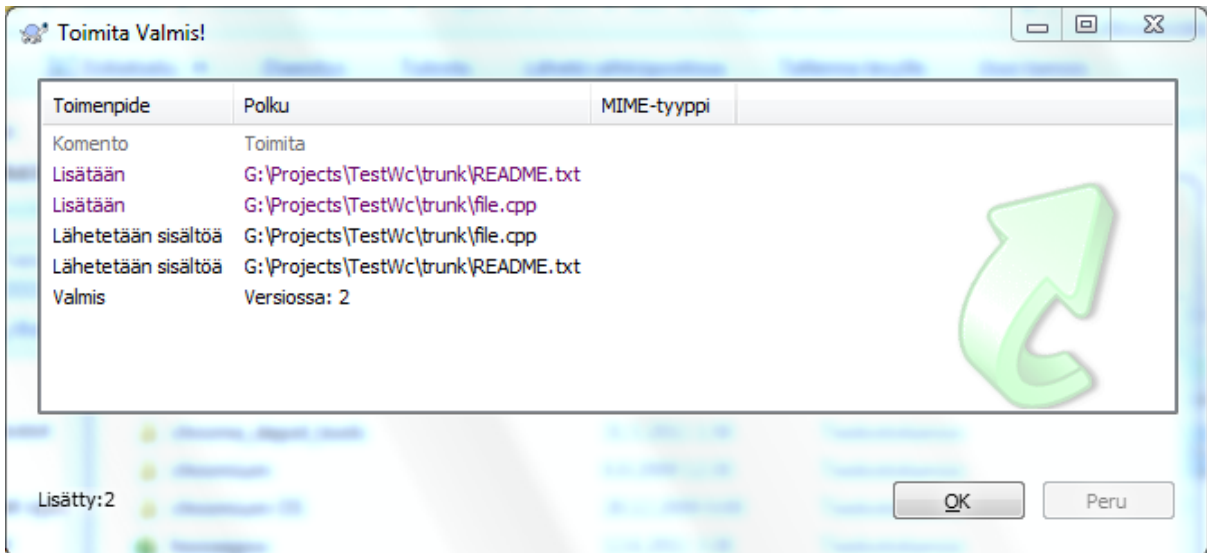 Toimita Valmis!
Toimenpide Polku MIME-tyyppi
Komento Toimita
Lisätään G:\Projects\TestWc\trunk\README.txt
Lisätään G:\Projects\TestWc\trunk\file.cpp
Lähetetään sisältöä G:\Projects\TestWc\trunk\file.cpp
Lähetetään sisältöä G:\Projects\TestWc\trunk\README.txt
Valmis Versiossa: 2
Lisätty:2 OK Peru